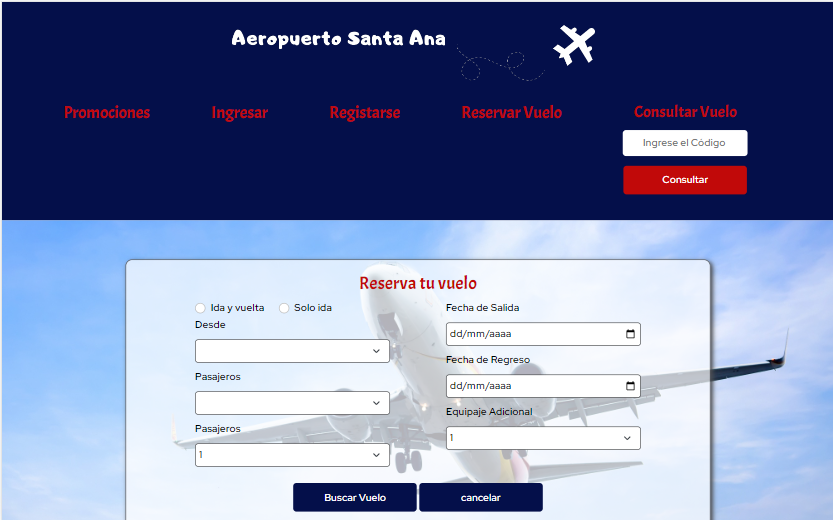 Aeropuerto Santa Ana
Promociones
Ingresar
Registarse
Reservar Vuelo
Consultar Vuelo
Ingrese el Código
Consultar
Reserva tu vuelo
Ida y vuelta
Solo ida
Desde
Pasajeros
Pasajeros
1
Fecha de Salida
dd/mm/aaaa
Fecha de Regreso
dd/mm/aaaa
Equipaje Adicional
1
Buscar Vuelo
cancelar